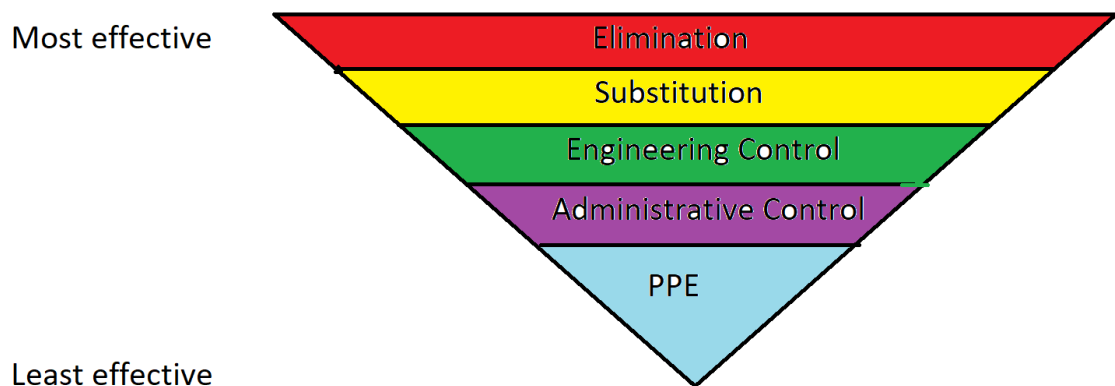 Most effective
Elimination
Substitution
Engineering Control
Administrative Control
PPE
Least effective